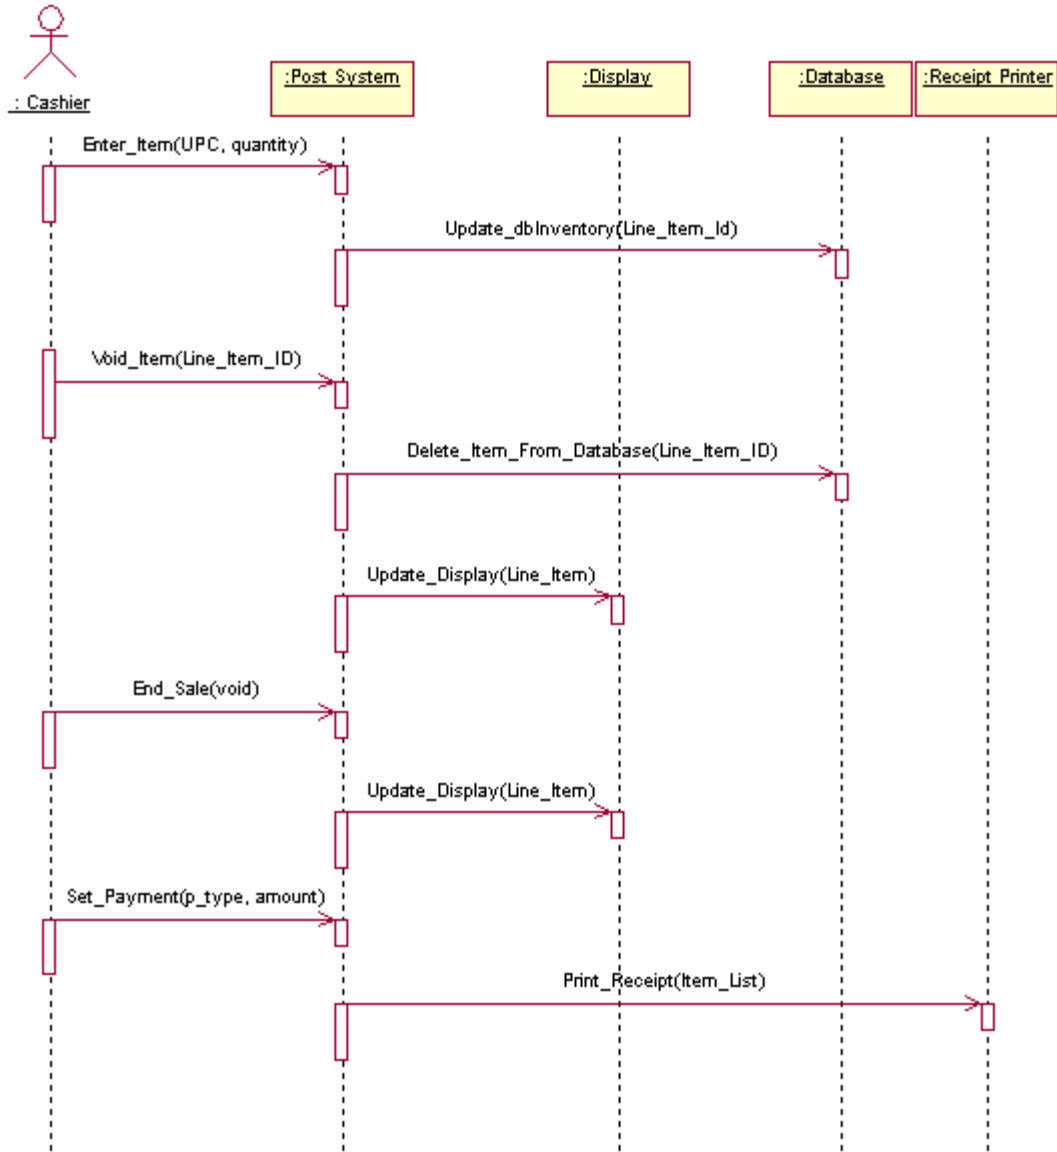 : Cashier
:Post System
:Display
:Database
:Receipt Printer
Enter_Item(UPC, quantity)
Update_dbInventory(Line_Item_Id)
Void_Item(Line_Item_ID)
Delete_Item_From_Database(Line_Item_ID)
Update_Display(Line_Item)
End_Sale(void)
Update_Display(Line_Item)
Set_Payment(p_type, amount)
Print_Receipt(Item_List)